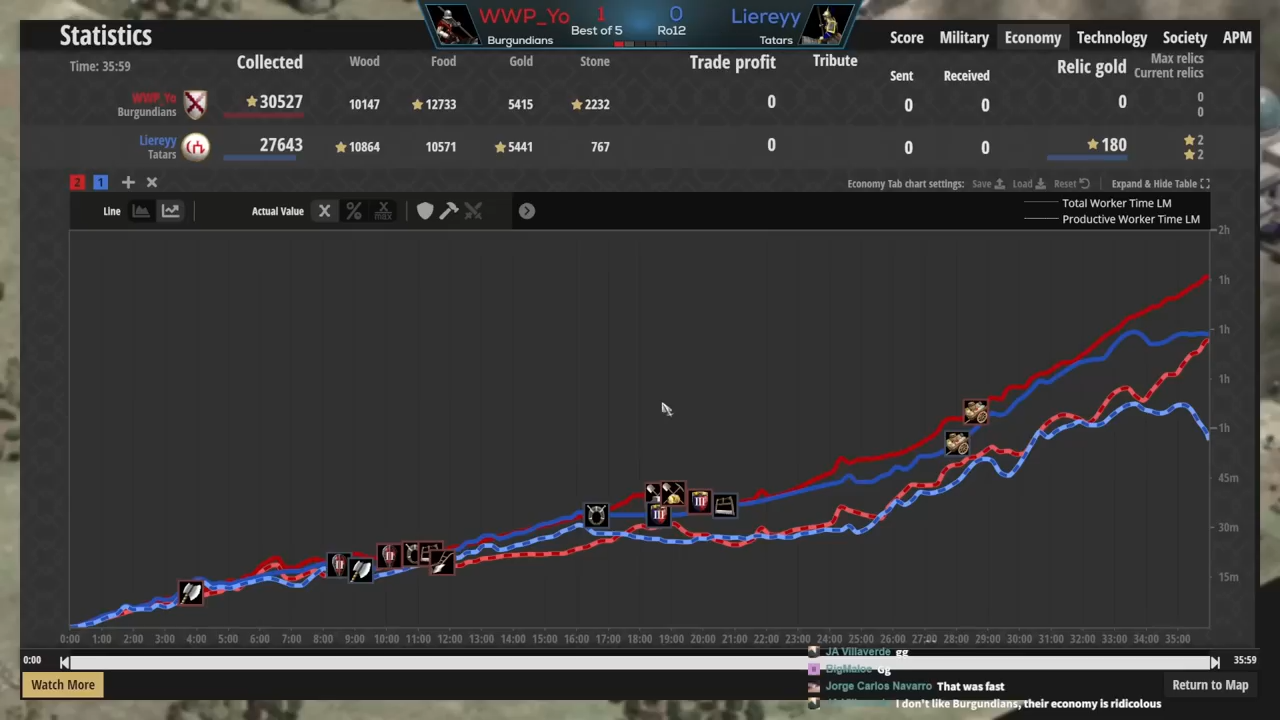 WWP_Yo 1 0 Liereyy
Burgundians Best of 5 Ro12 Tatars
Statistics
Score Military Economy Technology Society APM
Time: 35:59
Collected Wood Food Gold Stone Trade profit Tribute Sent Received Relic gold Max relics Current relics
WWP_Yo Burgundians 30527 10147 12733 5415 2232 0 0 0 0 0 0
Liereyy Tatars 27643 10864 10571 5441 767 0 0 0 180 2 2
2 1
Economy Tab chart settings: Save Load Reset Expand & Hide Table
Line Actual Value X % X max
Total Worker Time LM
Productive Worker Time LM
2h
1h
1h
1h
1h
45m
30m
15m
0:00 1:00 2:00 3:00 4:00 5:00 6:00 7:00 8:00 9:00 10:00 11:00 12:00 13:00 14:00 15:00 16:00 17:00 18:00 19:00 20:00 21:00 22:00 23:00 24:00 25:00 26:00 27:00 28:00 29:00 30:00 31:00 32:00 33:00 34:00 35:00
0:00 35:59
JA Villaverde gg
BigMaloe Gg
Jorge Carlos Navarro That was fast
I don't like Burgundians, their economy is ridicolous
Watch More Return to Map